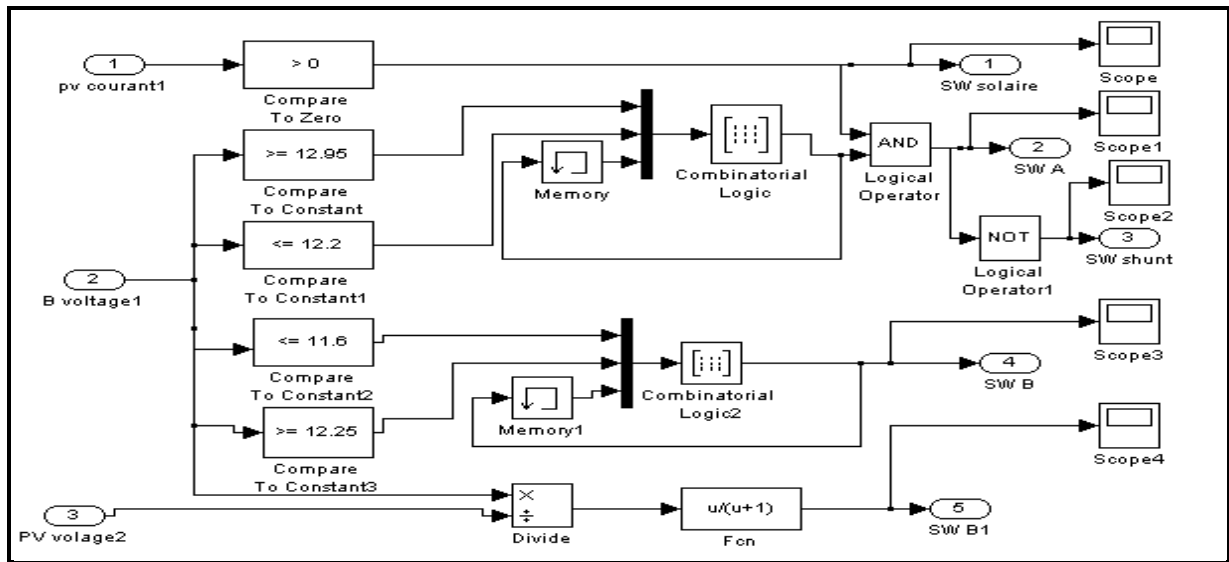 1
pv courant1
> 0
Compare
To Zero
1
SW solaire
Scope
>= 12.95
Compare
To Constant
Memory
Combinatorial
Logic
AND
Logical
Operator
2
SW A
Scope1
Scope2
<= 12.2
Compare
To Constant1
NOT
Logical
Operator1
3
SW shunt
2
B voltage1
<= 11.6
Compare
To Constant2
Memory1
Combinatorial
Logic2
4
SW B
Scope3
>= 12.25
Compare
To Constant3
Scope4
3
PV volage2
×
÷
Divide
u/(u+1)
Fcn
5
SW B1